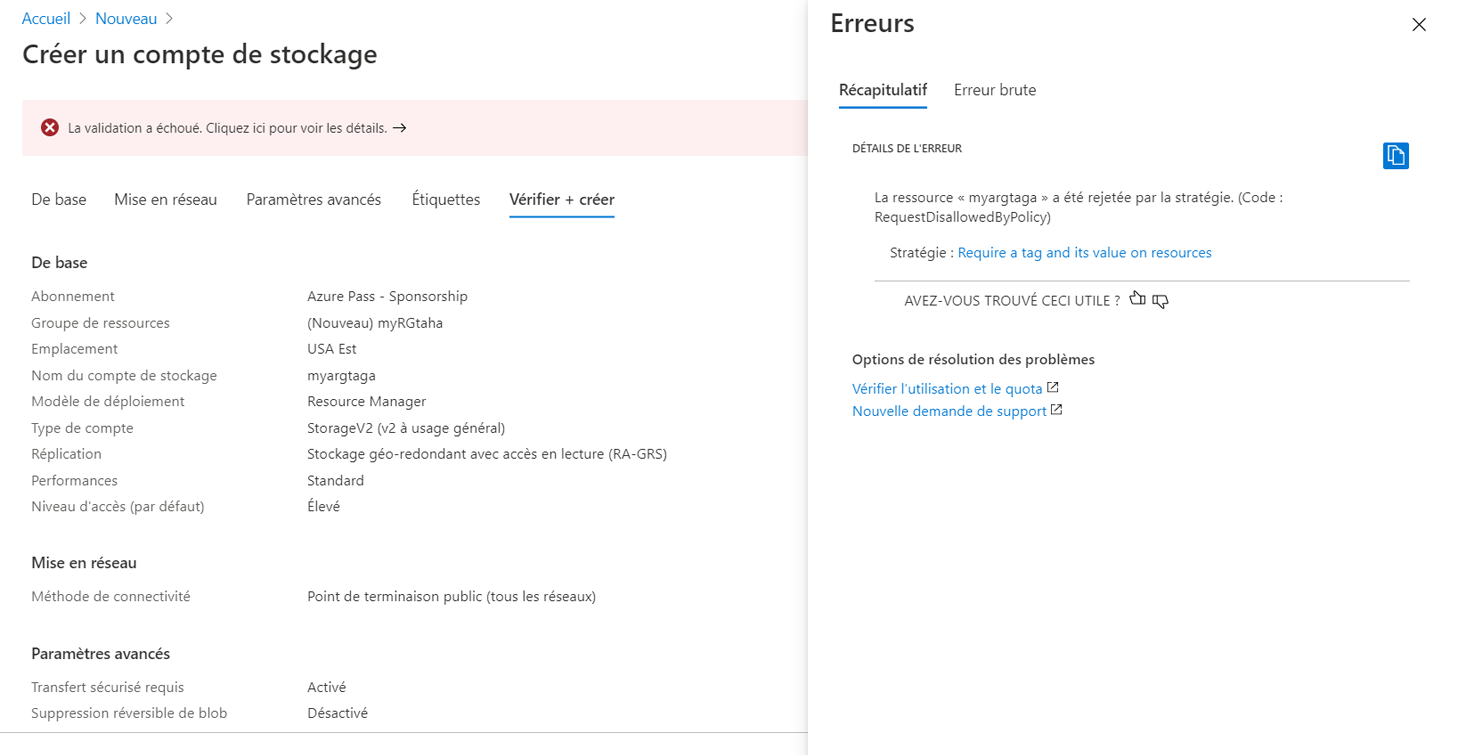 Accueil > Nouveau >
Créer un compte de stockage
La validation a échoué. Cliquez ici pour voir les détails. →
De base Mise en réseau Paramètres avancés Étiquettes Vérifier + créer
De base
Abonnement Azure Pass - Sponsorship
Groupe de ressources (Nouveau) myRGtaha
Emplacement USA Est
Nom du compte de stockage myargtaga
Modèle de déploiement Resource Manager
Type de compte StorageV2 (v2 à usage général)
Réplication Stockage géo-redondant avec accès en lecture (RA-GRS)
Performances Standard
Niveau d'accès (par défaut) Élevé
Mise en réseau
Méthode de connectivité Point de terminaison public (tous les réseaux)
Paramètres avancés
Transfert sécurisé requis Activé
Suppression réversible de blob Désactivé
Erreurs
Récapitulatif Erreur brute
DÉTAILS DE L'ERREUR
La ressource « myargtaga » a été rejetée par la stratégie. (Code :
RequestDisallowedByPolicy)
Stratégie : Require a tag and its value on resources
AVEZ-VOUS TROUVÉ CECI UTILE ?
Options de résolution des problèmes
Vérifier l'utilisation et le quota
Nouvelle demande de support